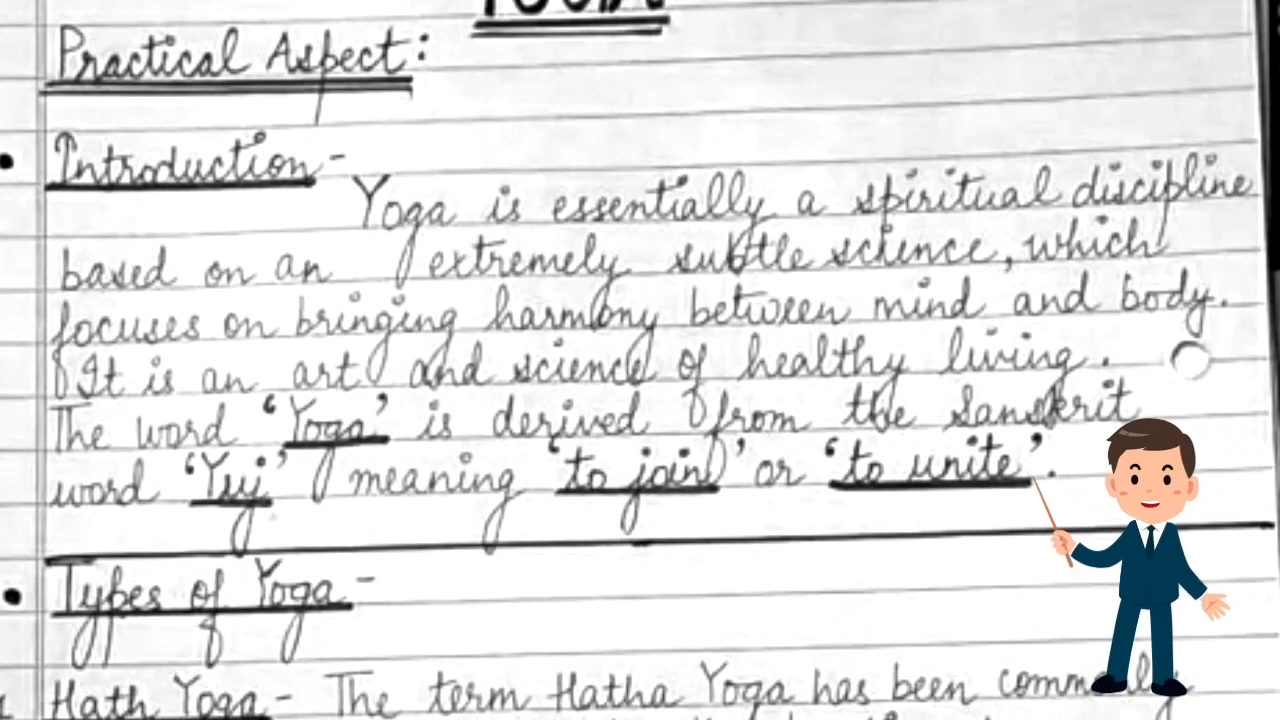 Practical Aspect:
• Introduction -
Yoga is essentially a spiritual discipline
based on an extremely subtle science, which
focuses on bringing harmony between mind and body.
It is an art and science of healthy living.
The word ‘Yoga’ is derived from the Sanskrit
word ‘Yuj’ meaning ‘to join’ or ‘to unite’.
• Types of Yoga -
Hath Yoga - The term Hatha Yoga has been commonly